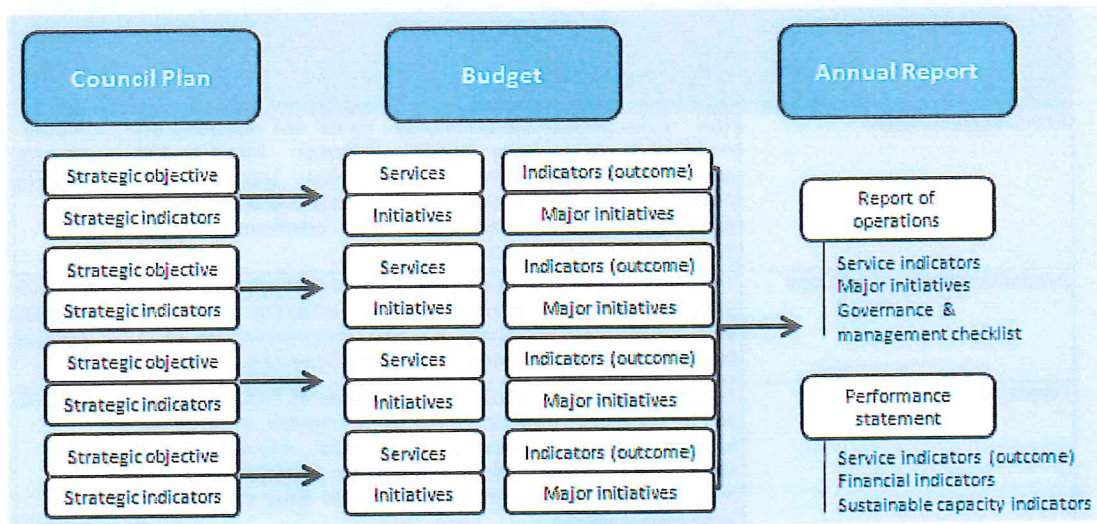 Council Plan
Budget
Annual Report
Strategic objective
Strategic indicators
Services
Indicators (outcome)
Initiatives
Major initiatives
Strategic objective
Strategic indicators
Services
Indicators (outcome)
Initiatives
Major initiatives
Strategic objective
Strategic indicators
Services
Indicators (outcome)
Initiatives
Major initiatives
Strategic objective
Strategic indicators
Services
Indicators (outcome)
Initiatives
Major initiatives
Report of
operations
Service indicators
Major initiatives
Governance &
management checklist
Performance
statement
Service indicators (outcome)
Financial indicators
Sustainable capacity indicators